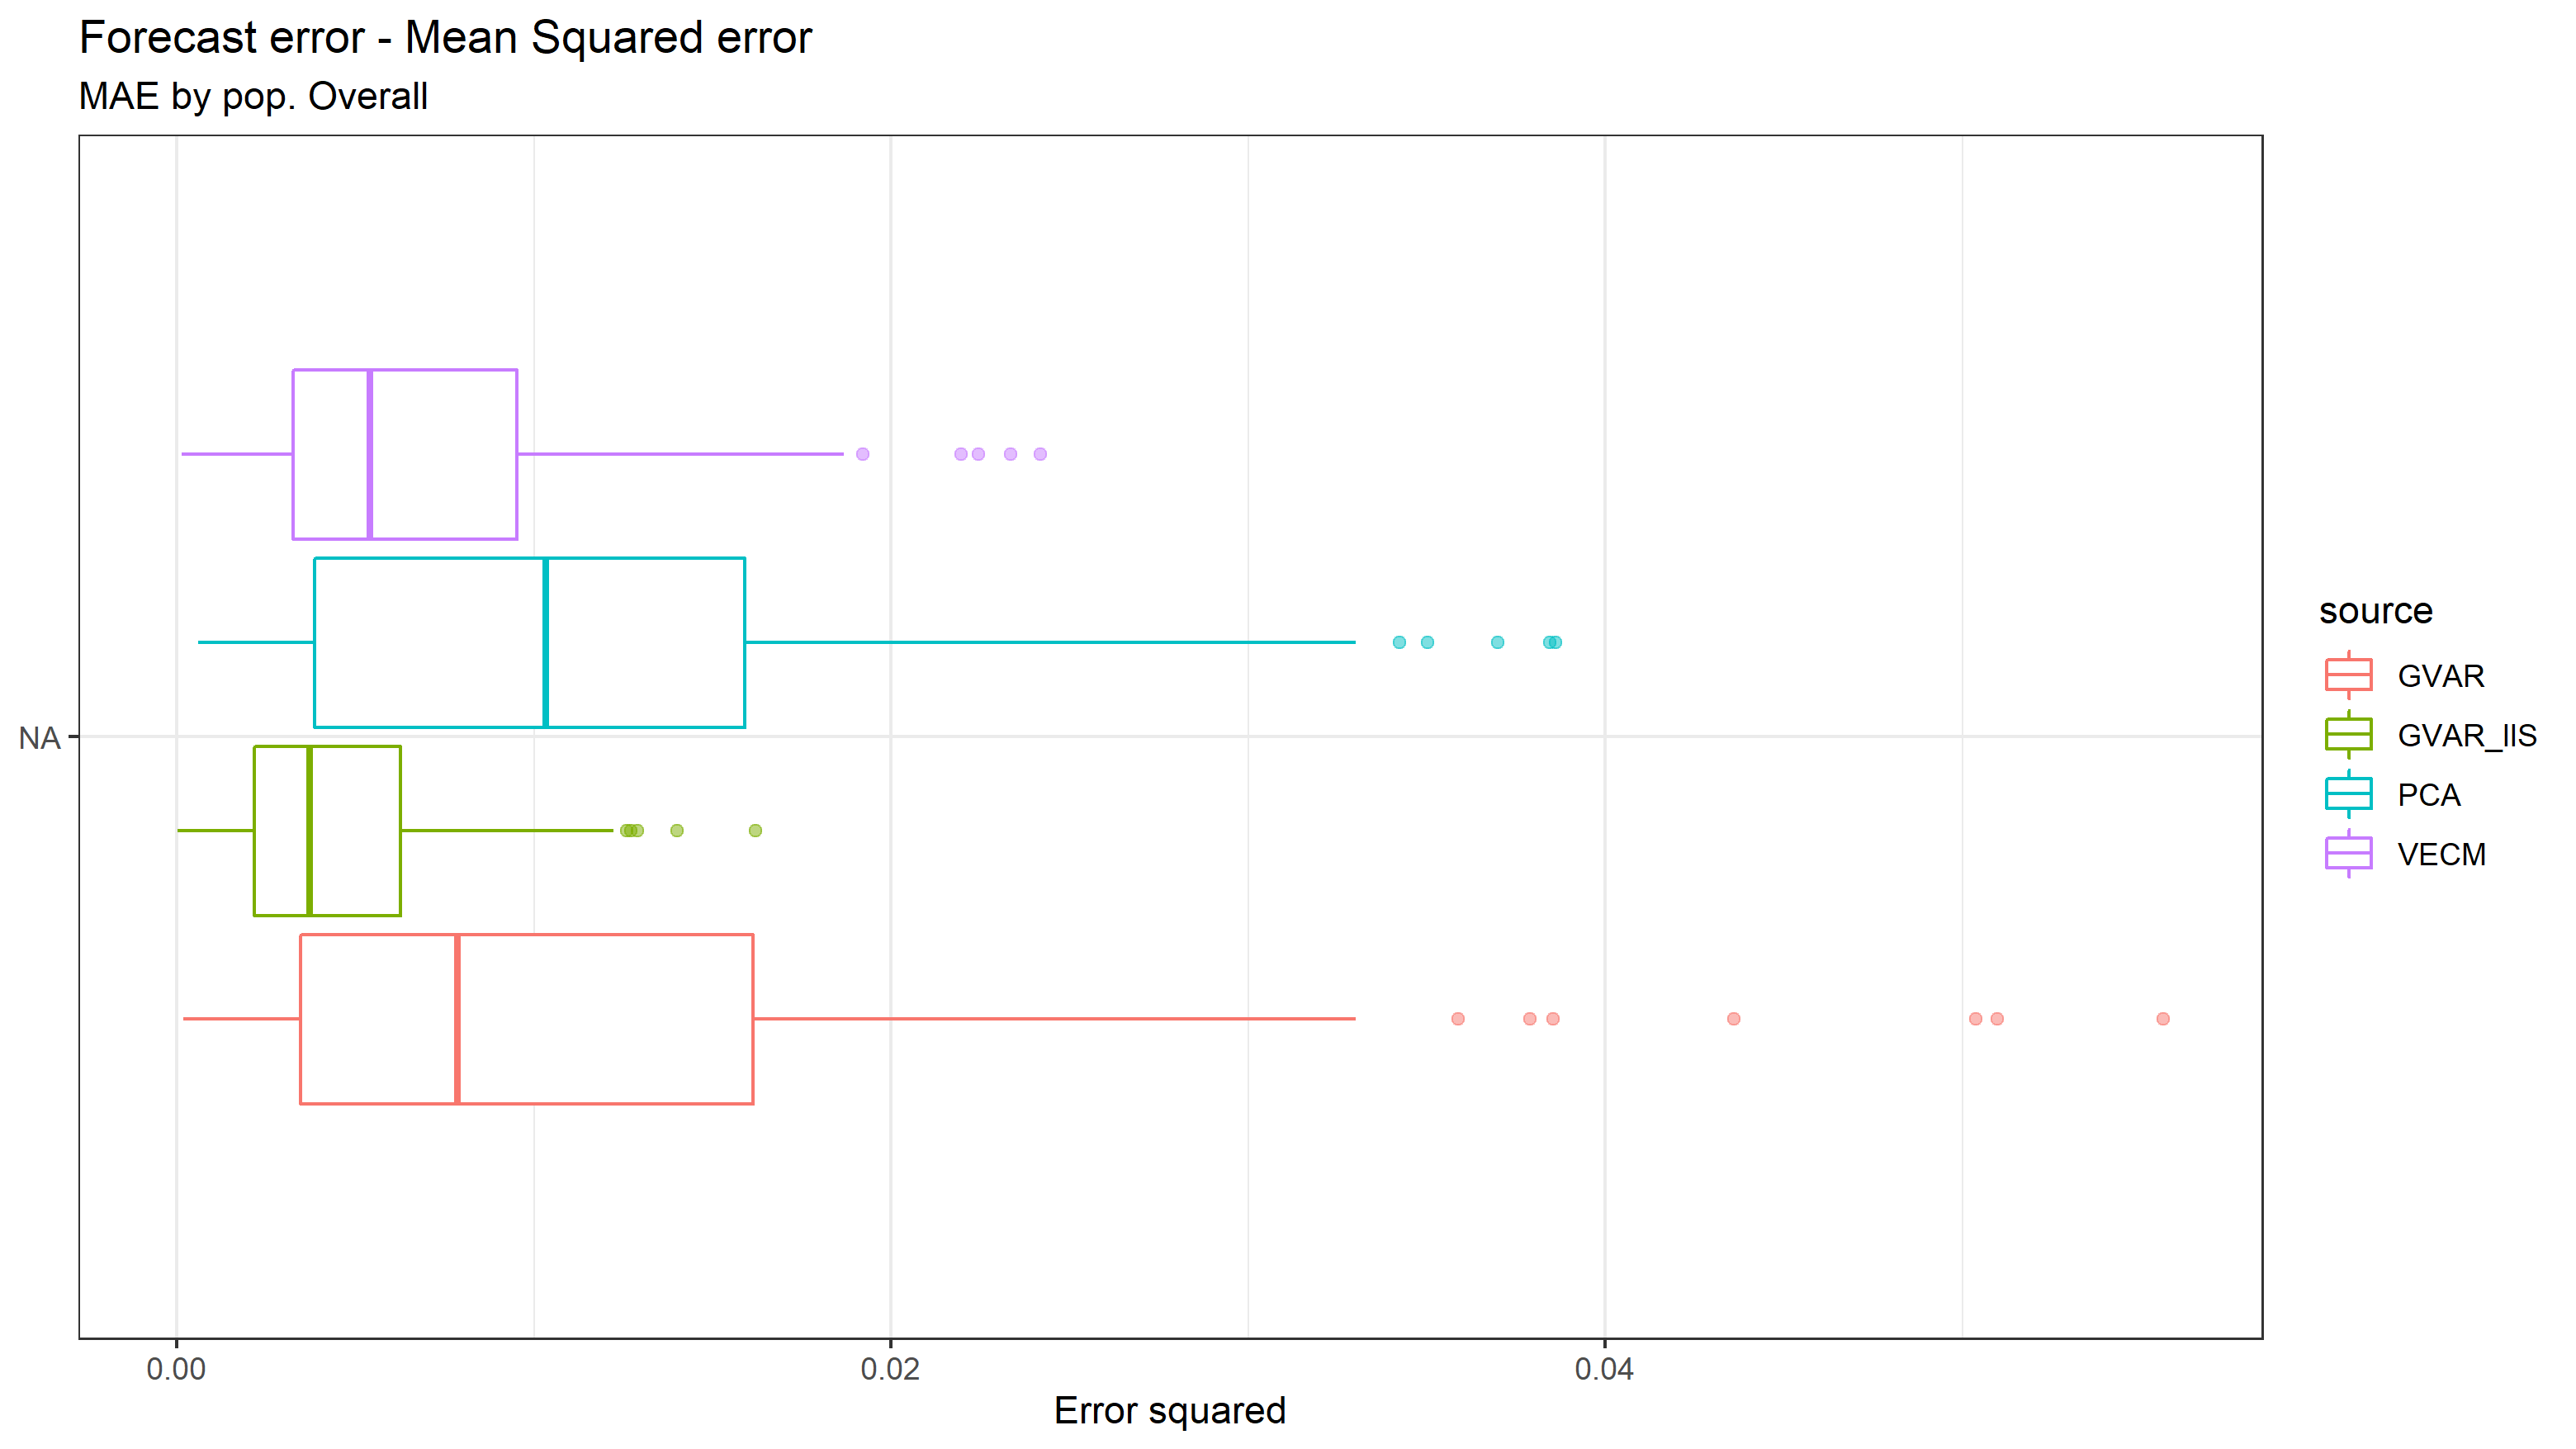 Forecast error - Mean Squared error
MAE by pop. Overall
NA
0.00
0.02
0.04
Error squared
source
GVAR
GVAR_IIS
PCA
VECM